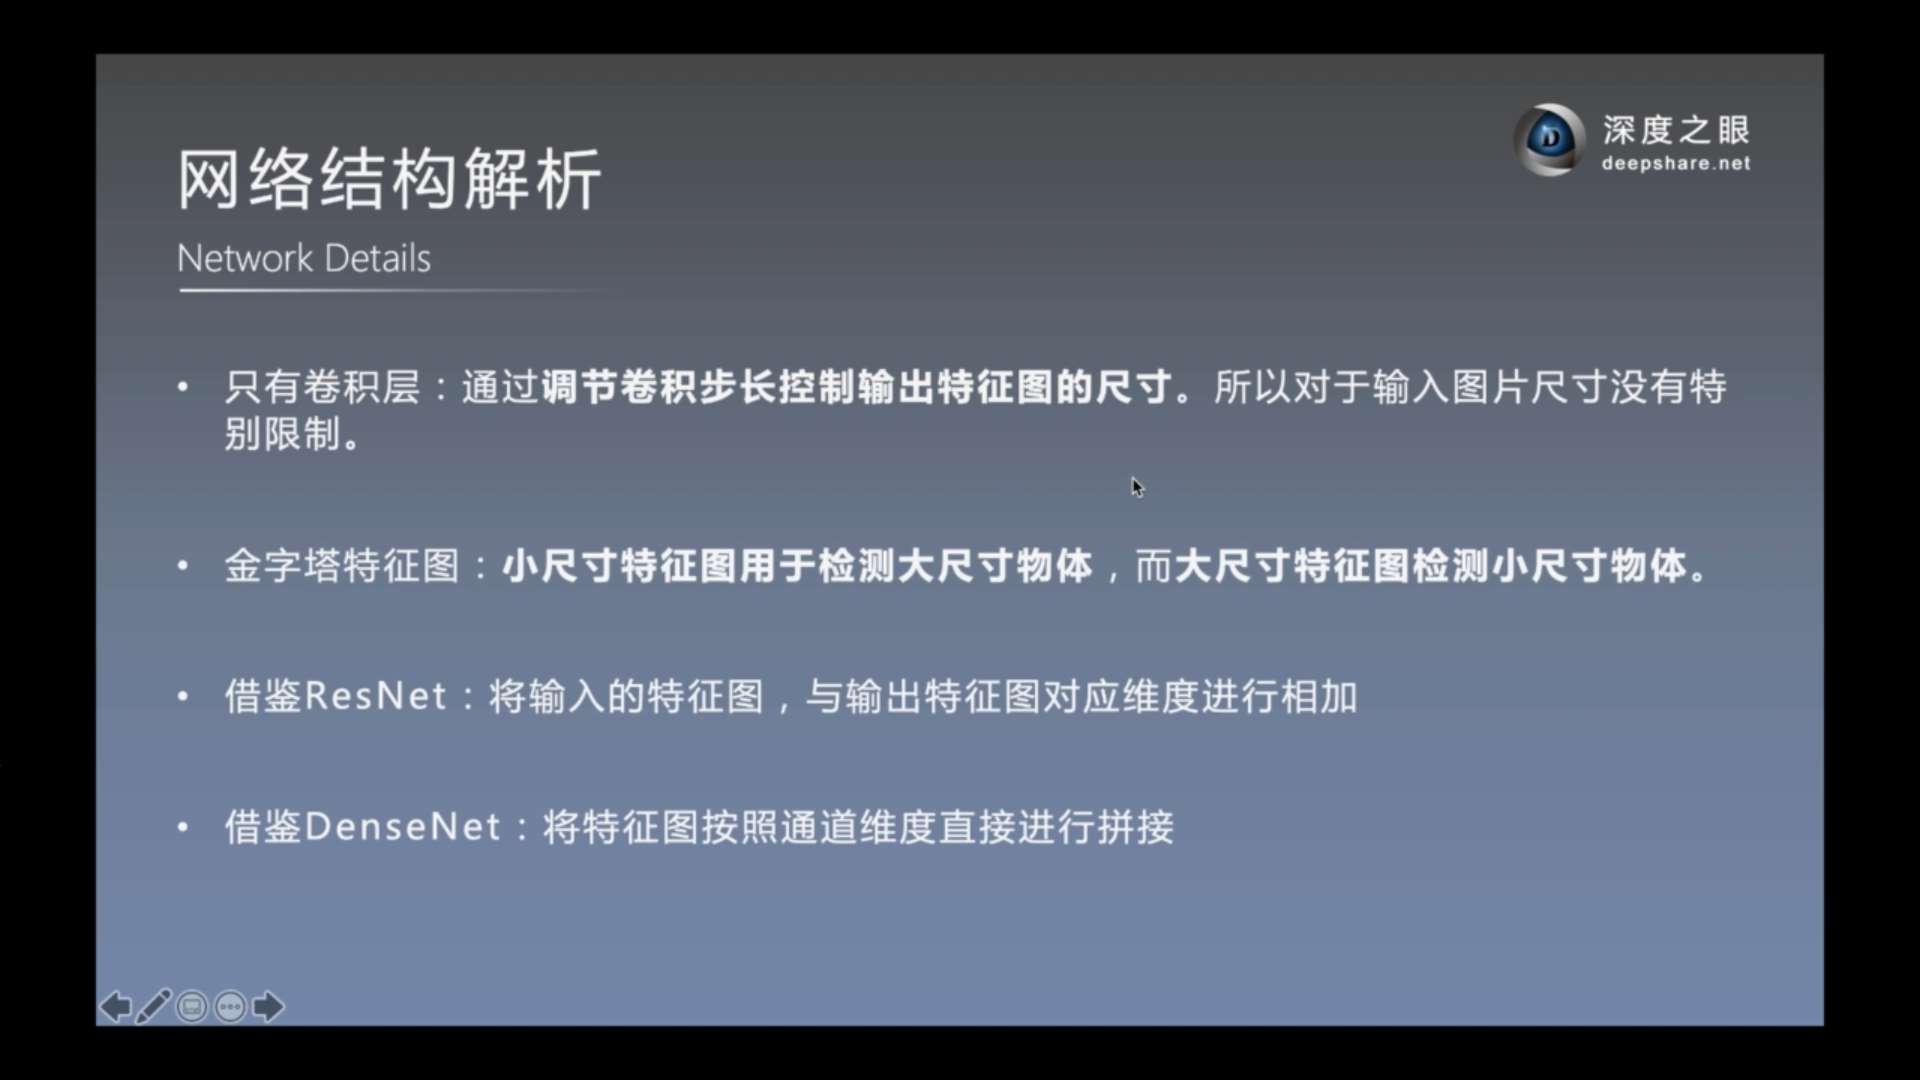 深度之眼
deepshare.net
网络结构解析
Network Details
• 只有卷积层：通过调节卷积步长控制输出特征图的尺寸。所以对于输入图片尺寸没有特
别限制。
• 金字塔特征图：小尺寸特征图用于检测大尺寸物体，而大尺寸特征图检测小尺寸物体。
• 借鉴ResNet：将输入的特征图，与输出特征图对应维度进行相加
• 借鉴DenseNet：将特征图按照通道维度直接进行拼接